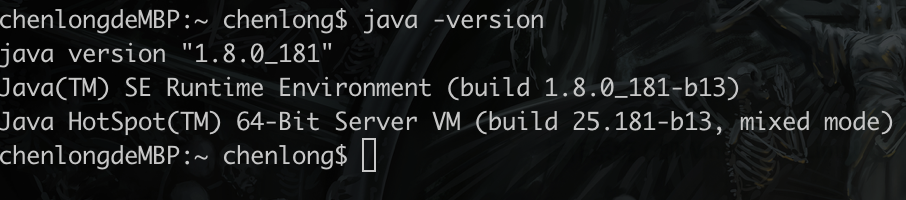 chenlongdeMBP:~ chenlong$ java -version
java version "1.8.0_181"
Java(TM) SE Runtime Environment (build 1.8.0_181-b13)
Java HotSpot(TM) 64-Bit Server VM (build 25.181-b13, mixed mode)
chenlongdeMBP:~ chenlong$